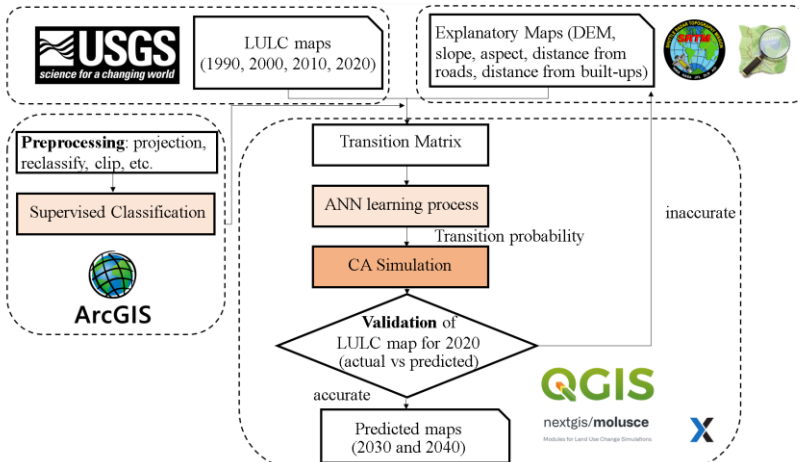 USGS
science for a changing world
LULC maps
(1990, 2000, 2010, 2020)
Explanatory Maps (DEM,
slope, aspect, distance from
roads, distance from built-ups)
SRTM
Preprocessing: projection,
reclassify, clip, etc.
Supervised Classification
ArcGIS
Transition Matrix
ANN learning process
Transition probability
CA Simulation
inaccurate
Validation of
LULC map for 2020
(actual vs predicted)
accurate
Predicted maps
(2030 and 2040)
QGIS
nextgis/molusce
Modules for Land Use Change Simulations